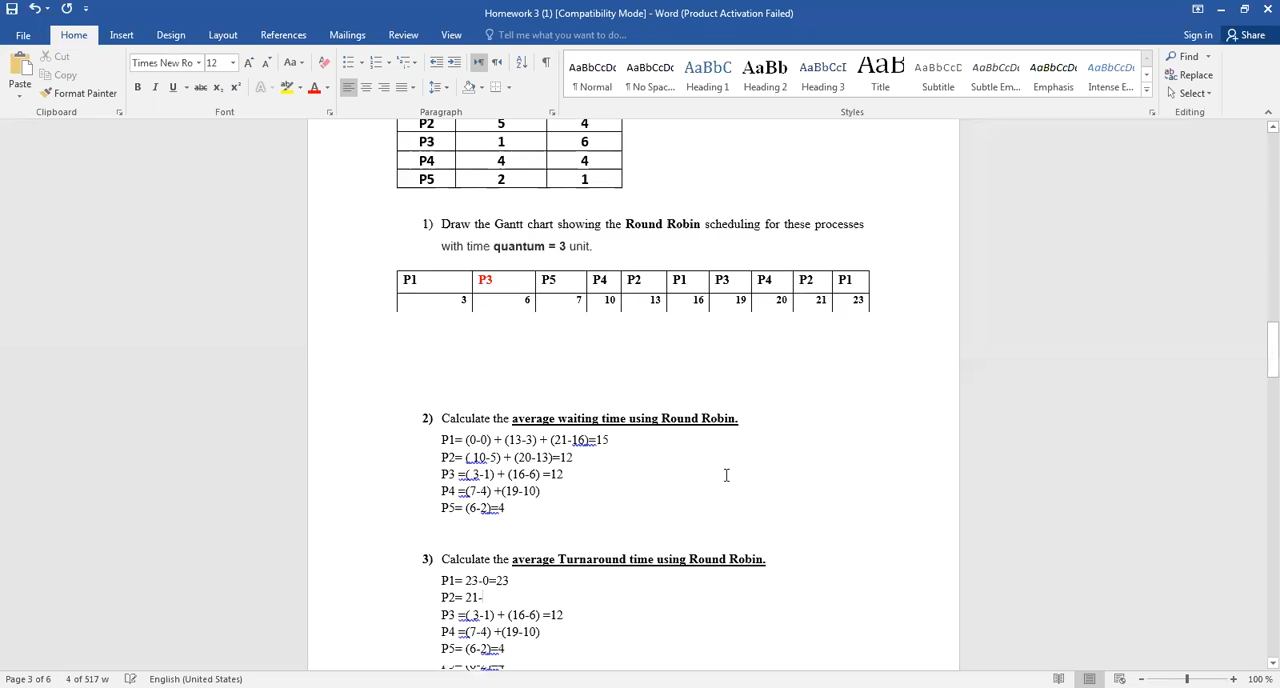 Homework 3 (1) [Compatibility Mode] - Word (Product Activation Failed)
File Home Insert Design Layout References Mailings Review View Tell me what you want to do... Sign in Share
Cut
Copy
Format Painter
Paste
Times New Ro 12 Aa
B I U abc x₂ x² A A
AaBbCcDc AaBbCcDc AaBbC AaBb AaBbCcI AaB AaBbCcD AaBbCcDc AaBbCcDc AaBbCcDc
¶ Normal ¶ No Spac... Heading 1 Heading 2 Heading 3 Title Subtitle Subtle Em... Emphasis Intense E...
Find
Replace
Select
Clipboard Font Paragraph Styles Editing
P2 5 4
P3 1 6
P4 4 4
P5 2 1
1) Draw the Gantt chart showing the Round Robin scheduling for these processes
with time quantum = 3 unit.
P1 P3 P5 P4 P2 P1 P3 P4 P2 P1
3 6 7 10 13 16 19 20 21 23
2) Calculate the average waiting time using Round Robin.
P1= (0-0) + (13-3) + (21-16)=15
P2= ( 10-5) + (20-13)=12
P3 =( 3-1) + (16-6) =12
P4 =(7-4) +(19-10)
P5= (6-2)=4
3) Calculate the average Turnaround time using Round Robin.
P1= 23-0=23
P2= 21-
P3 =( 3-1) + (16-6) =12
P4 =(7-4) +(19-10)
P5= (6-2)=4
Page 3 of 6 4 of 517 w English (United States) 100 %